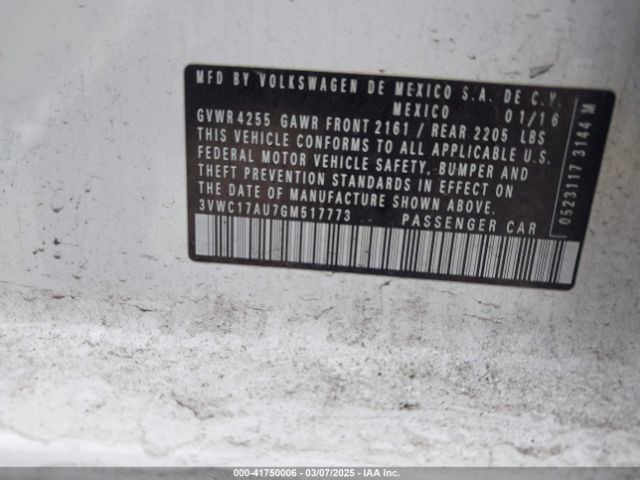 MFD BY VOLKSWAGEN DE MEXICO S.A. DE C.V.
MEXICO 01/16
GVWR 4255 GAWR FRONT 2161 / REAR 2205 LBS
THIS VEHICLE CONFORMS TO ALL APPLICABLE U.S.
FEDERAL MOTOR VEHICLE SAFETY, BUMPER AND
THEFT PREVENTION STANDARDS IN EFFECT ON
THE DATE OF MANUFACTURE SHOWN ABOVE.
3VWC17AU7GM517773 PASSENGER CAR
0523117 3144 M
000-41750006 - 03/07/2025 - IAA Inc.